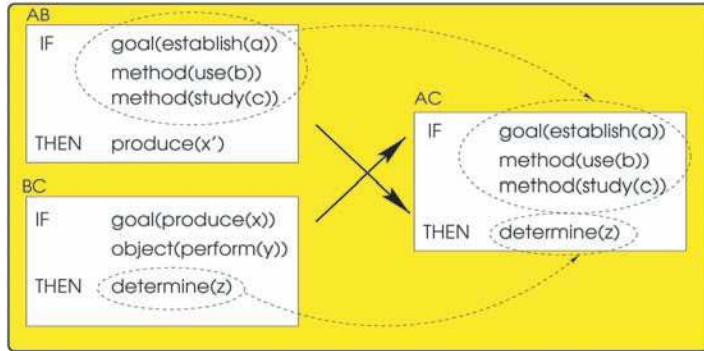 AB
IF goal(establish(a))
method(use(b))
method(study(c))
THEN produce(x')
BC
IF goal(produce(x))
object(perform(y))
THEN determine(z)
AC
IF goal(establish(a))
method(use(b))
method(study(c))
THEN determine(z)